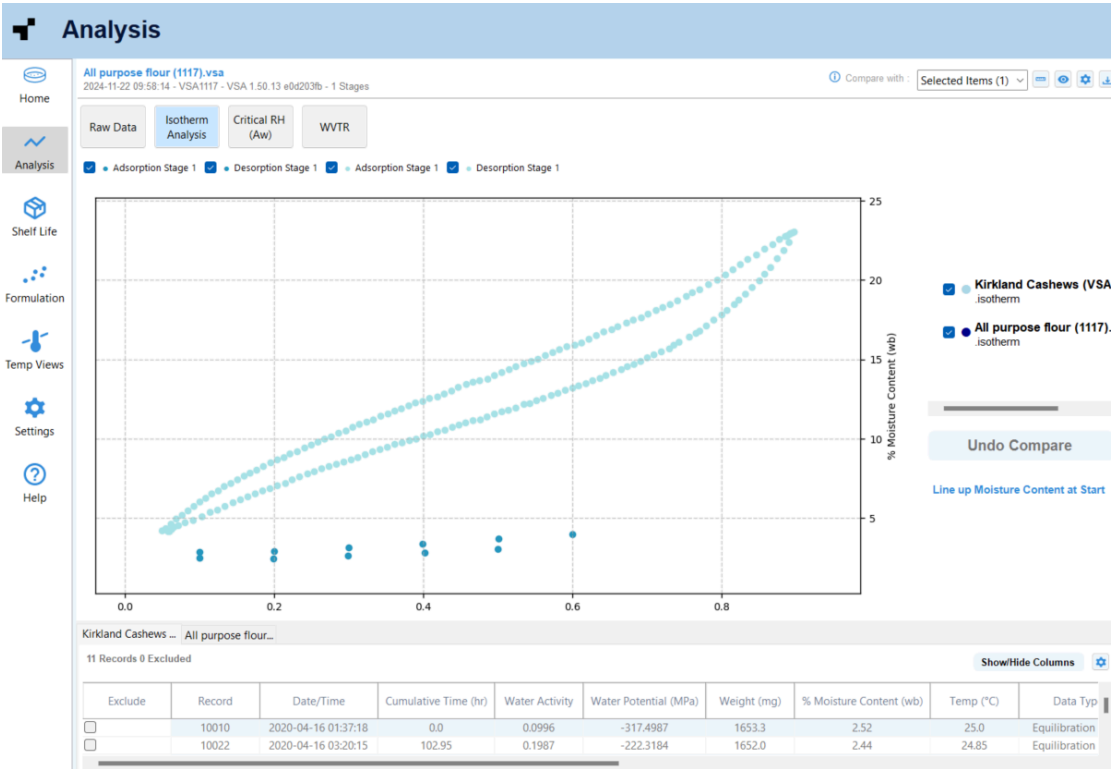 Analysis
Home
Analysis
Shelf Life
Formulation
Temp Views
Settings
Help
All purpose flour (1117).vsa
2024-11-22 09:58:14 - VSA1117 - VSA 1.50.13 e0d203fb - 1 Stages
Compare with :
Selected Items (1)
Raw Data
Isotherm
Analysis
Critical RH
(Aw)
WVTR
Adsorption Stage 1
Desorption Stage 1
Adsorption Stage 1
Desorption Stage 1
25
20
15
10
5
% Moisture Content (wb)
0.0
0.2
0.4
0.6
0.8
Kirkland Cashews (VSA
.isotherm
All purpose flour (1117).
.isotherm
Undo Compare
Line up Moisture Content at Start
Kirkland Cashews ...
All purpose flour...
11 Records 0 Excluded
Show/Hide Columns
Exclude Record Date/Time Cumulative Time (hr) Water Activity Water Potential (MPa) Weight (mg) % Moisture Content (wb) Temp (°C) Data Typ
10010 2020-04-16 01:37:18 0.0 0.0996 -317.4987 1653.3 2.52 25.0 Equilibration
10022 2020-04-16 03:20:15 102.95 0.1987 -222.3184 1652.0 2.44 24.85 Equilibration